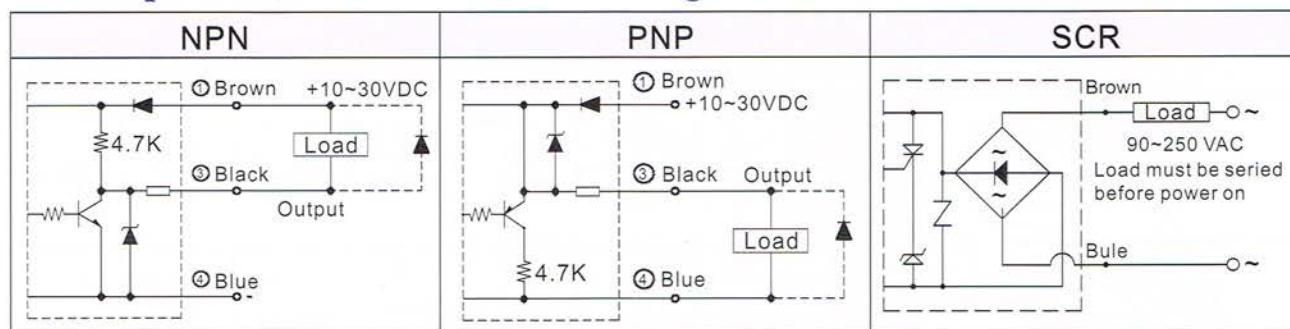 NPN
PNP
SCR
① Brown
+10~30VDC
4.7K
Load
③ Black
Output
④ Blue
-
① Brown
+10~30VDC
③ Black
Output
Load
4.7K
④ Blue
Brown
Load
~
90~250 VAC
Load must be seried
before power on
~
~
Bule
~